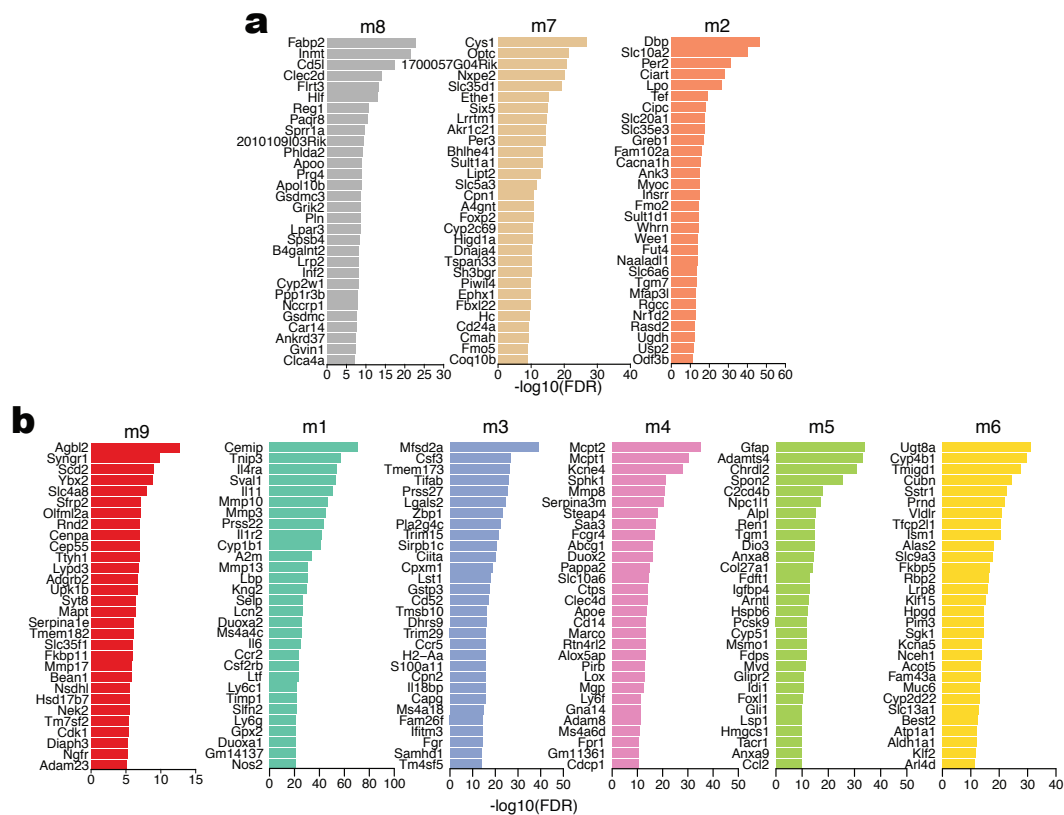 a
m8
Fabp2
Inmt
Cd5l
Clec2d
Flrt3
Hlf
Reg1
Paqr8
Sprr1a
2010109I03Rik
Phlda2
Apoo
Prg4
Apol10b
Gsdmc3
Grik2
Pln
Lpar3
Spsb4
B4galnt2
Lrp2
Inf2
Cyp2w1
Ppp1r3b
Nccrp1
Gsdmc
Car14
Ankrd37
Gvin1
Clca4a
0 5 10 15 20 25 30
m7
Cys1
Optc
1700057G04Rik
Nxpe2
Slc35d1
Ethe1
Six5
Lrrtm1
Akr1c21
Per3
Bhlhe41
Sult1a1
Lipt2
Slc5a3
Cpn1
A4gnt
Foxp2
Cyp2c69
Higd1a
Dnaja4
Tspan33
Sh3bgr
Piwil4
Ephx1
Fbxl22
Hc
Cd24a
Cmah
Fmo5
Coq10b
0 10 20 30 40
m2
Dbp
Slc10a2
Per2
Ciart
Lpo
Tef
Cipc
Slc20a1
Slc35e3
Greb1
Fam102a
Cacna1h
Ank3
Myoc
Insrr
Fmo2
Sult1d1
Whrn
Wee1
Fut4
Naaladl1
Slc6a6
Tgm7
Mfap3l
Rgcc
Nr1d2
Rasd2
Ugdh
Usp2
Odf3b
0 10 20 30 40 50 60
-log10(FDR)
b
m9
Agbl2
Syngr1
Scd2
Ybx2
Slc4a8
Sfrp2
Olfml2a
Rnd2
Cenpa
Cep55
Ttyh1
Lypd3
Adgrb2
Upk1b
Syt8
Mapt
Serpina1e
Tmem182
Slc35f1
Fkbp11
Mmp17
Bean1
Nsdhl
Hsd17b7
Nek2
Tm7sf2
Cdk1
Diaph3
Ngfr
Adam23
0 5 10 15
m1
Cemip
Tnip3
Il4ra
Sval1
Il11
Mmp10
Mmp3
Prss22
Il1r2
Cyp1b1
A2m
Mmp13
Lbp
Kng2
Selp
Lcn2
Duoxa2
Ms4a4c
Il6
Ccr2
Csf2rb
Ltf
Ly6c1
Timp1
Slfn2
Ly6g
Gpx2
Duoxa1
Gm14137
Nos2
0 20 40 60 80 100
m3
Mfsd2a
Csf3
Tmem173
Tifab
Prss27
Lgals2
Zbp1
Pla2g4c
Trim15
Sirpb1c
Ciita
Cpxm1
Lst1
Gstp3
Cd52
Tmsb10
Dhrs9
Trim29
Ccr5
H2−Aa
S100a11
Cpn2
Il18bp
Capg
Ms4a18
Fam26f
Ifitm3
Fgr
Samhd1
Tm4sf5
0 10 20 30 40 50
m4
Mcpt2
Mcpt1
Kcne4
Sphk1
Mmp8
Serpina3m
Steap4
Saa3
Fcgr4
Abcg1
Duox2
Pappa2
Slc10a6
Ctps
Clec4d
Apoe
Cd14
Marco
Rtn4rl2
Alox5ap
Pirb
Lox
Mgp
Ly6f
Gna14
Adam8
Ms4a6d
Fpr1
Gm11361
Cdcp1
0 10 20 30 40 50
m5
Gfap
Adamts4
Chrdl2
Spon2
C2cd4b
Npc1l1
Alpl
Ren1
Tgm1
Dio3
Anxa8
Col27a1
Fdft1
Igfbp4
Arntl
Hspb6
Pcsk9
Cyp51
Msmo1
Fdps
Mvd
Glipr2
Idi1
Foxl1
Gli1
Lsp1
Hmgcs1
Tacr1
Anxa9
Ccl2
0 10 20 30 40 50
m6
Ugt8a
Cyp4b1
Tmigd1
Cubn
Sstr1
Prnd
Vldlr
Tfcp2l1
Ism1
Alas2
Slc9a3
Fkbp5
Rbp2
Lrp8
Klf15
Hpgd
Pim3
Sgk1
Kcna5
Nceh1
Acot5
Fam43a
Muc6
Cyp2d22
Slc13a1
Best2
Atp1a1
Aldh1a1
Klf2
Arl4d
0 10 20 30 40
-log10(FDR)